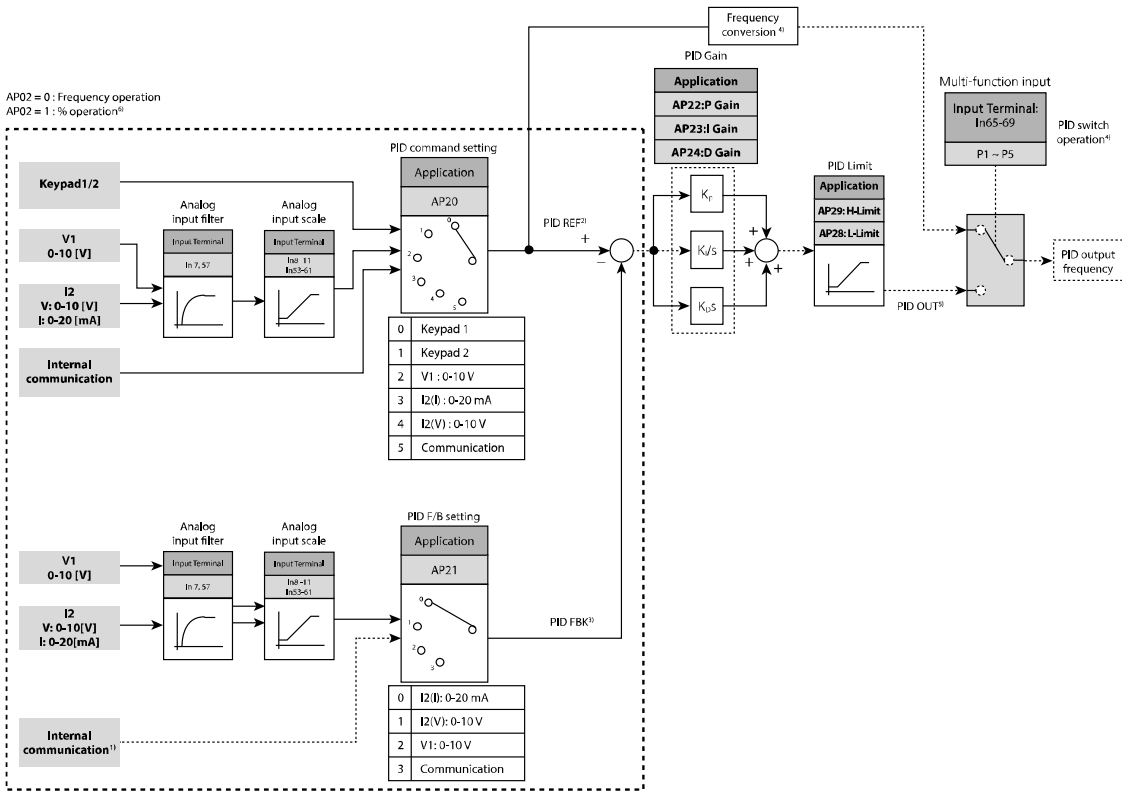 Frequency
conversion 4)
PID Gain
Application
AP22:P Gain
AP23:I Gain
AP24:D Gain
Multi-function input
Input Terminal:
In65-69
P1 ~ P5
PID switch
operation4)
AP02 = 0 : Frequency operation
AP02 = 1 : % operation6)
PID command setting
Application
AP20
0
1
2
3
4
5
Keypad1/2
V1
0-10 [V]
I2
V: 0-10 [V]
I: 0-20 [mA]
Internal
communication
Analog
input filter
Input Terminal
In 7, 57
Analog
input scale
Input Terminal
In8-11
In53-61
0 Keypad 1
1 Keypad 2
2 V1 : 0-10 V
3 I2(I) : 0-20 mA
4 I2(V) : 0-10 V
5 Communication
PID REF2)
+
−
KP
KI/s
KDs
+
+
+
PID Limit
Application
AP29: H-Limit
AP28: L-Limit
PID OUT5)
PID output
frequency
V1
0-10 [V]
I2
V: 0-10[V]
I: 0-20[mA]
Internal
communication1)
Analog
input filter
Input Terminal
In 7, 57
Analog
input scale
Input Terminal
In8-11
In53-61
PID F/B setting
Application
AP21
0
1
2
3
PID FBK3)
0 I2(I): 0-20 mA
1 I2(V): 0-10 V
2 V1: 0-10 V
3 Communication